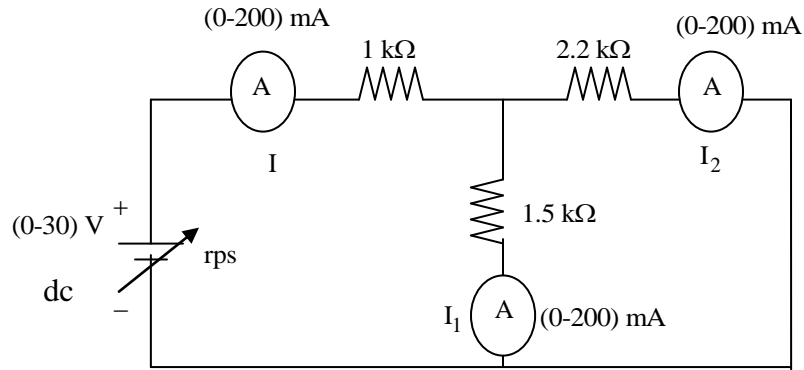 (0-200) mA
(0-200) mA
1 kΩ
2.2 kΩ
A
A
I
I2
(0-30) V
+
rps
1.5 kΩ
dc
−
I1
A
(0-200) mA